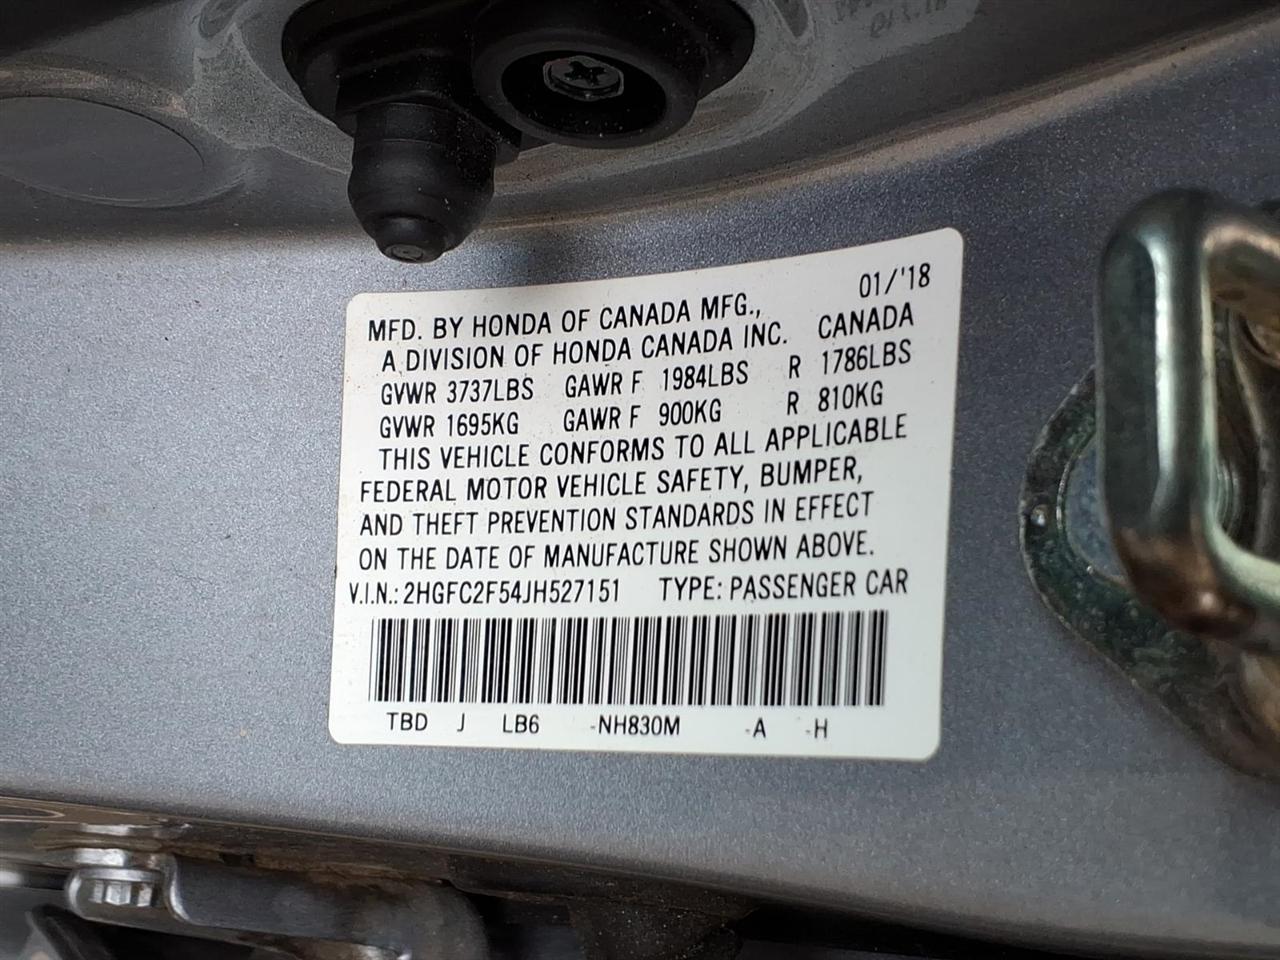 01/'18
MFD. BY HONDA OF CANADA MFG.,
A DIVISION OF HONDA CANADA INC. CANADA
GVWR 3737LBS GAWR F 1984LBS R 1786LBS
GVWR 1695KG GAWR F 900KG R 810KG
THIS VEHICLE CONFORMS TO ALL APPLICABLE
FEDERAL MOTOR VEHICLE SAFETY, BUMPER,
AND THEFT PREVENTION STANDARDS IN EFFECT
ON THE DATE OF MANUFACTURE SHOWN ABOVE.
V.I.N.: 2HGFC2F54JH527151 TYPE: PASSENGER CAR
TBD J LB6 -NH830M -A -H